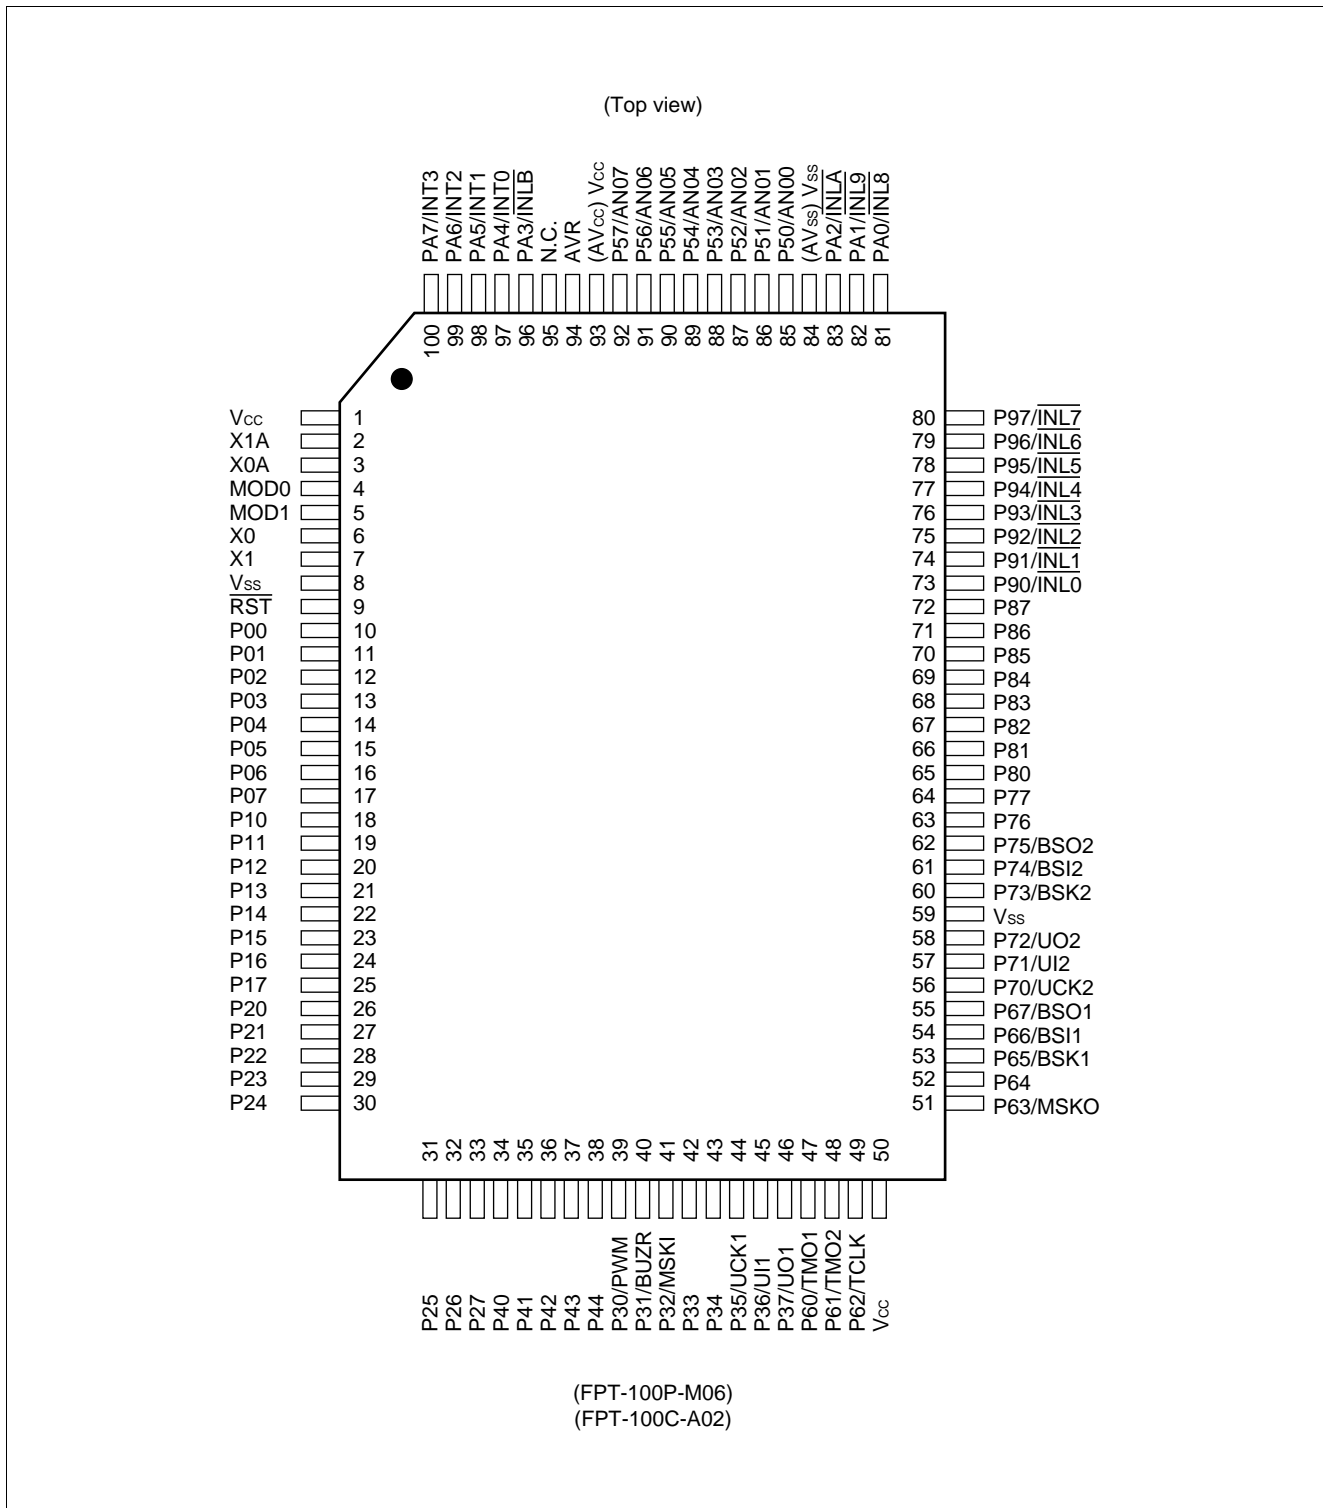 (Top view)
PA7/INT3
PA6/INT2
PA5/INT1
PA4/INT0
PA3/INLB
N.C.
AVR
(AVcc) Vcc
P57/AN07
P56/AN06
P55/AN05
P54/AN04
P53/AN03
P52/AN02
P51/AN01
P50/AN00
(AVss) Vss
PA2/INLA
PA1/INL9
PA0/INL8
100
99
98
97
96
95
94
93
92
91
90
89
88
87
86
85
84
83
82
81
Vcc 1
X1A 2
X0A 3
MOD0 4
MOD1 5
X0 6
X1 7
Vss 8
RST 9
P00 10
P01 11
P02 12
P03 13
P04 14
P05 15
P06 16
P07 17
P10 18
P11 19
P12 20
P13 21
P14 22
P15 23
P16 24
P17 25
P20 26
P21 27
P22 28
P23 29
P24 30
80 P97/INL7
79 P96/INL6
78 P95/INL5
77 P94/INL4
76 P93/INL3
75 P92/INL2
74 P91/INL1
73 P90/INL0
72 P87
71 P86
70 P85
69 P84
68 P83
67 P82
66 P81
65 P80
64 P77
63 P76
62 P75/BSO2
61 P74/BSI2
60 P73/BSK2
59 Vss
58 P72/UO2
57 P71/UI2
56 P70/UCK2
55 P67/BSO1
54 P66/BSI1
53 P65/BSK1
52 P64
51 P63/MSKO
31
32
33
34
35
36
37
38
39
40
41
42
43
44
45
46
47
48
49
50
P25
P26
P27
P40
P41
P42
P43
P44
P30/PWM
P31/BUZR
P32/MSKI
P33
P34
P35/UCK1
P36/UI1
P37/UO1
P60/TMO1
P61/TMO2
P62/TCLK
Vcc
(FPT-100P-M06)
(FPT-100C-A02)